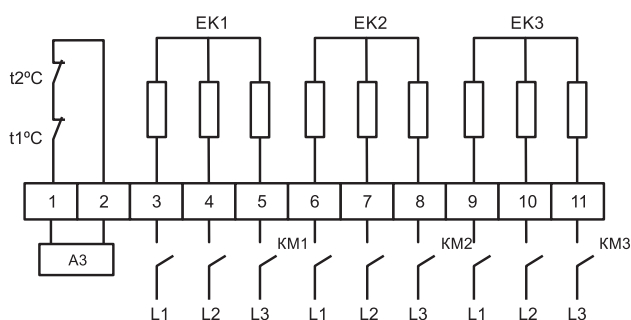 EK1 EK2 EK3
t2ºC
t1ºC
1 2 3 4 5 6 7 8 9 10 11
KM1 KM2 KM3
A3
L1 L2 L3 L1 L2 L3 L1 L2 L3